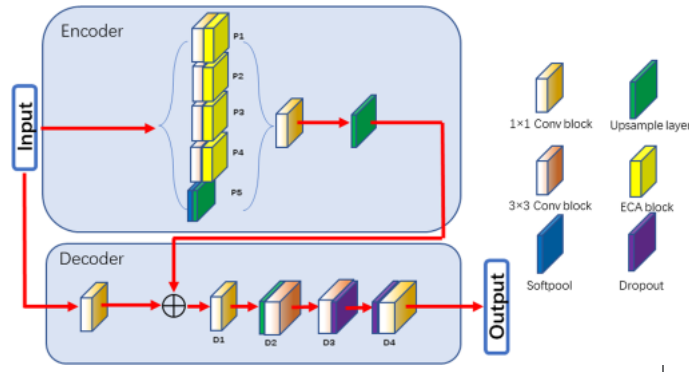 Encoder
P1
P2
P3
P4
P5
Input
1×1 Conv block
Upsample layer
3×3 Conv block
ECA block
Softpool
Dropout
Decoder
D1
D2
D3
D4
Output